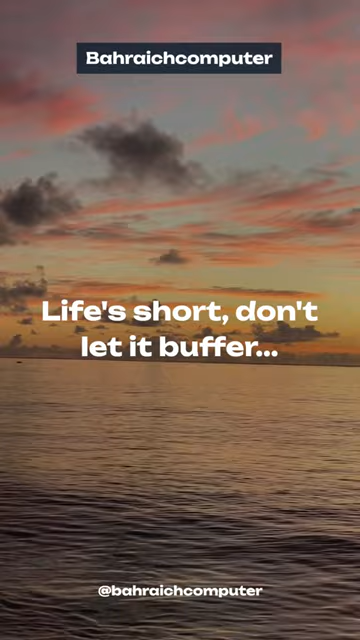 Bahraichcomputer
Life's short, don't
let it buffer...
@bahraichcomputer